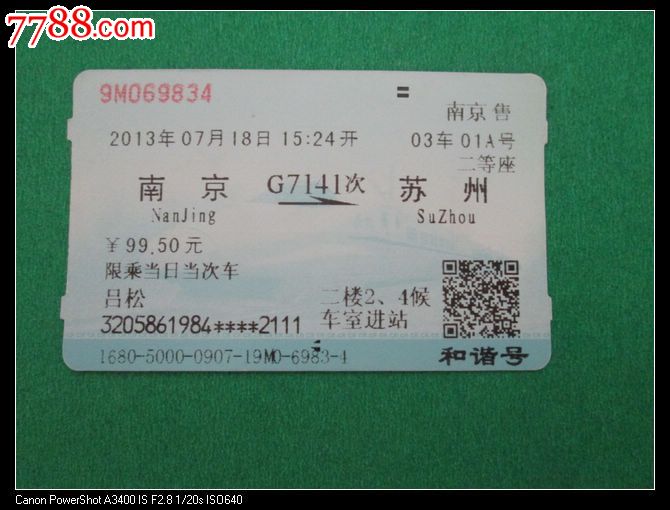 7788.com
9M069834
南京 售
2013年 07月 18日 15:24开
03车 01A号
二等座
南 京 G7141次 苏 州
NanJing SuZhou
￥99.50元
限乘当日当次车
吕松
二楼2、4候
3205861984****2111
车室进站
1680-5000-0907-19M0-6983-4
和谐号
Canon PowerShot A3400 IS F2.8 1/20s ISO640